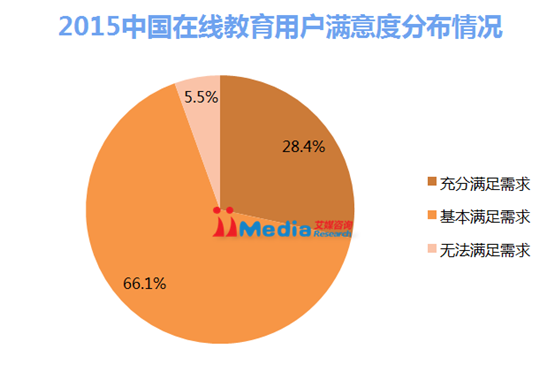 2015中国在线教育用户满意度分布情况
5.5%
28.4%
充分满足需求
基本满足需求
iiMedia 艾媒咨询
Research
无法满足需求
66.1%